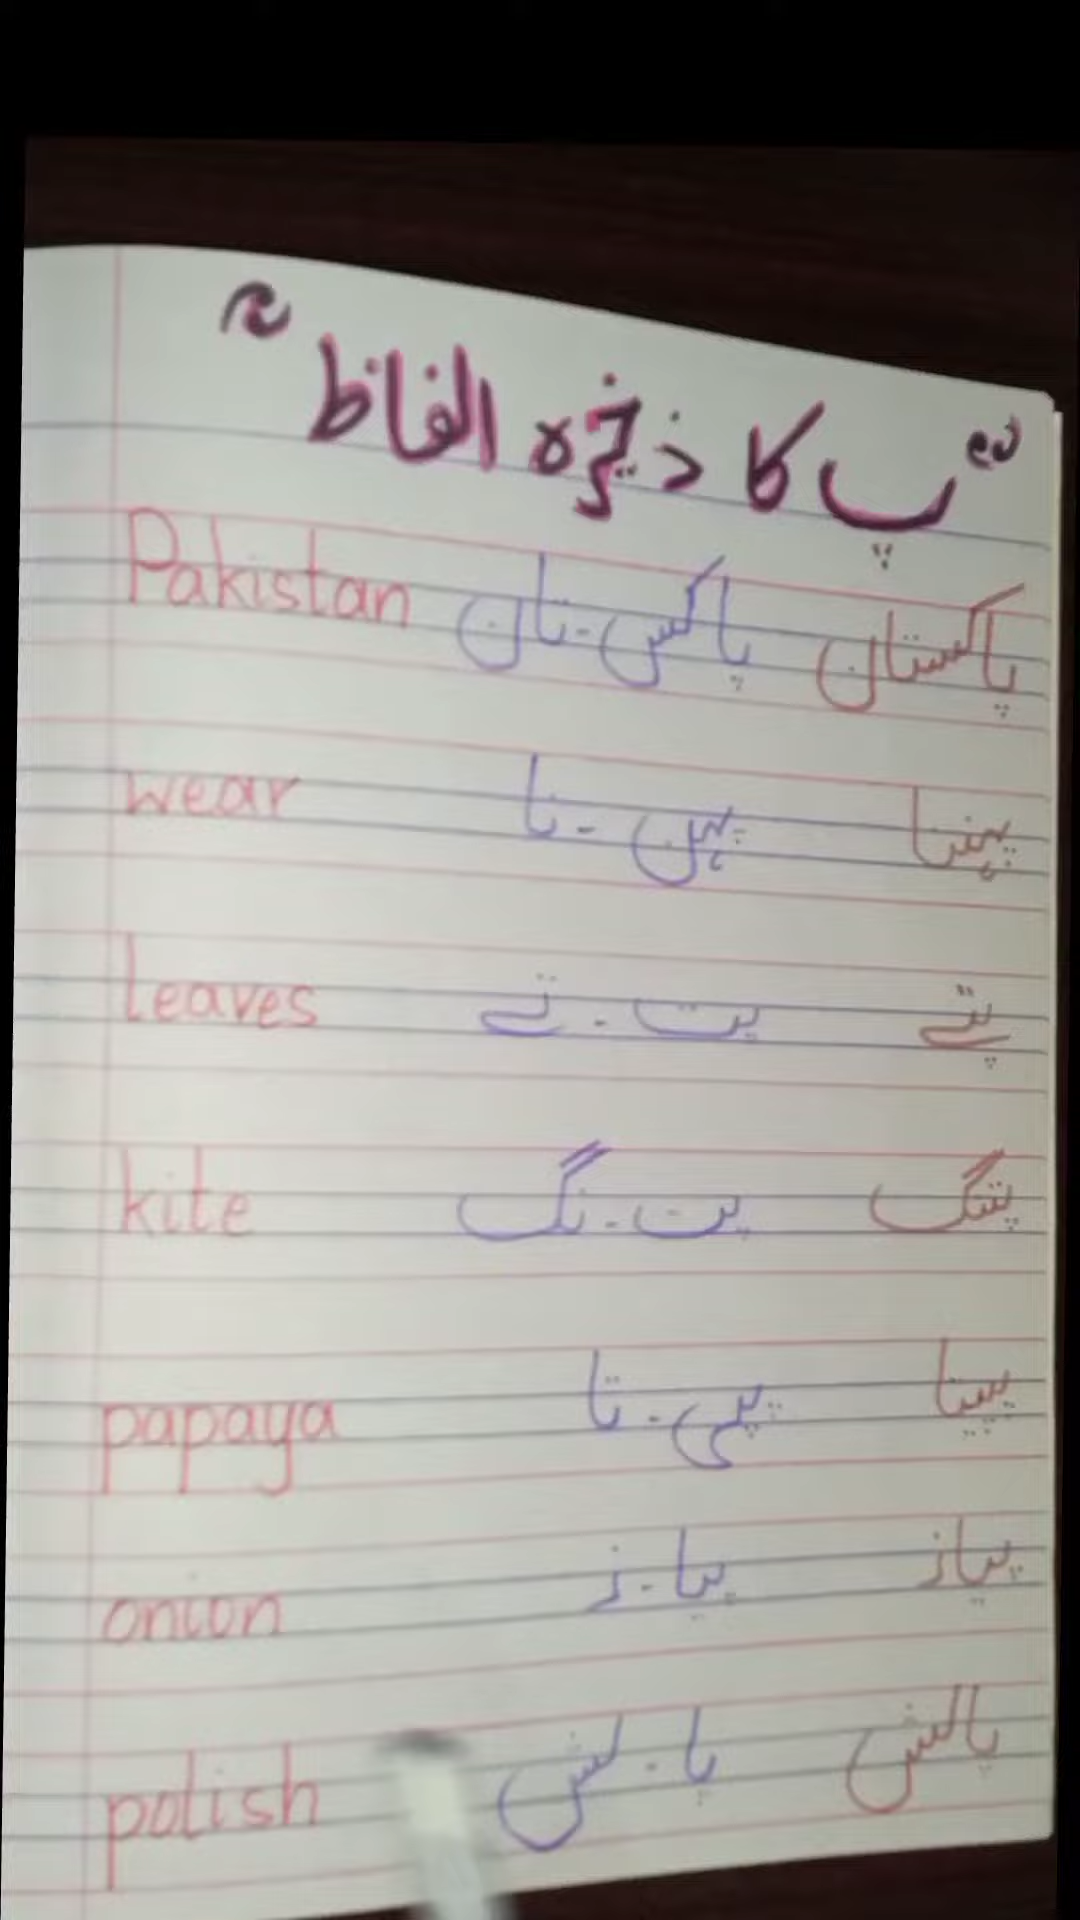 ”پ کا ذخیرہ الفاظ“
پاکستان پاکس - تان Pakistan
پہننا پہن - نا wear
پتے پت - تے leaves
پتنگ پت - نگ kite
پپیتا پپی - تا papaya
پیاز پیا - ز onion
پالش پا - لش polish